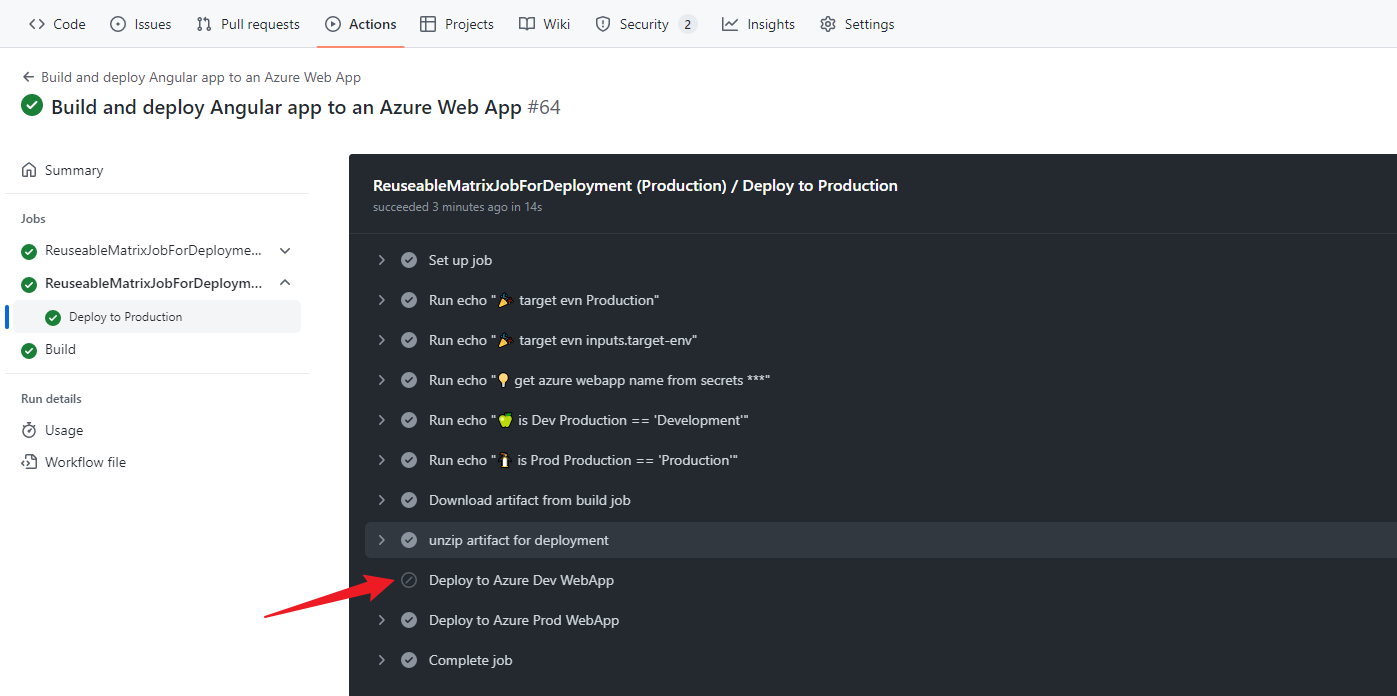 Code Issues Pull requests Actions Projects Wiki Security 2 Insights Settings
Build and deploy Angular app to an Azure Web App
Build and deploy Angular app to an Azure Web App #64
Summary
Jobs
ReuseableMatrixJobForDeployme...
ReuseableMatrixJobForDeploym...
Deploy to Production
Build
Run details
Usage
Workflow file
ReuseableMatrixJobForDeployment (Production) / Deploy to Production
succeeded 3 minutes ago in 14s
Set up job
Run echo "🎉 target evn Production"
Run echo "🎉 target evn inputs.target-env"
Run echo "💡 get azure webapp name from secrets ***"
Run echo "🍏 is Dev Production == 'Development'"
Run echo "🐧 is Prod Production == 'Production'"
Download artifact from build job
unzip artifact for deployment
Deploy to Azure Dev WebApp
Deploy to Azure Prod WebApp
Complete job